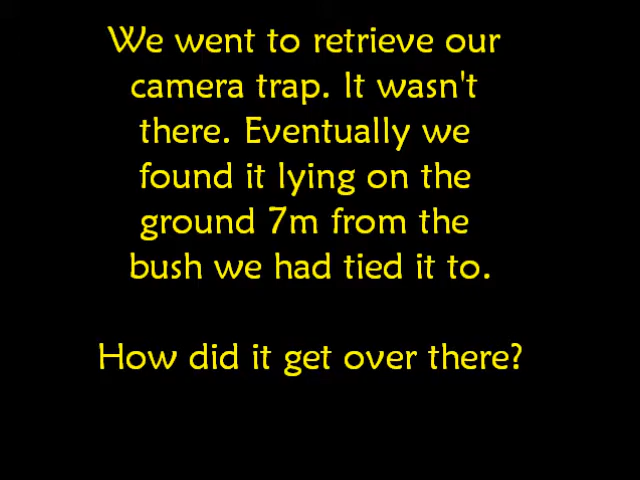 We went to retrieve our
camera trap. It wasn't
there. Eventually we
found it lying on the
ground 7m from the
bush we had tied it to.
How did it get over there?